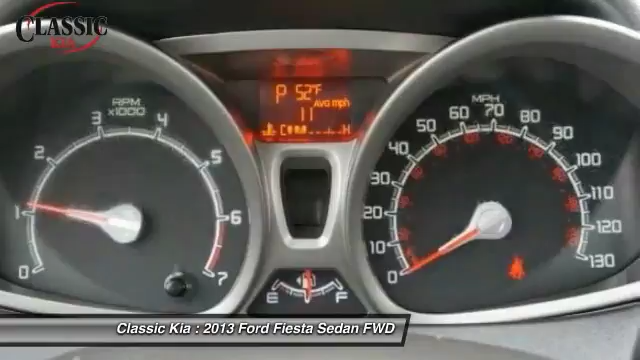 CLASSIC
KIA
P 52°F
AVG mph
11
C H
RPM
x1000
0 1 2 3 4 5 6 7
E F
MPH
0 10 20 30 40 50 60 70 80 90 100 110 120 130
Classic Kia : 2013 Ford Fiesta Sedan FWD